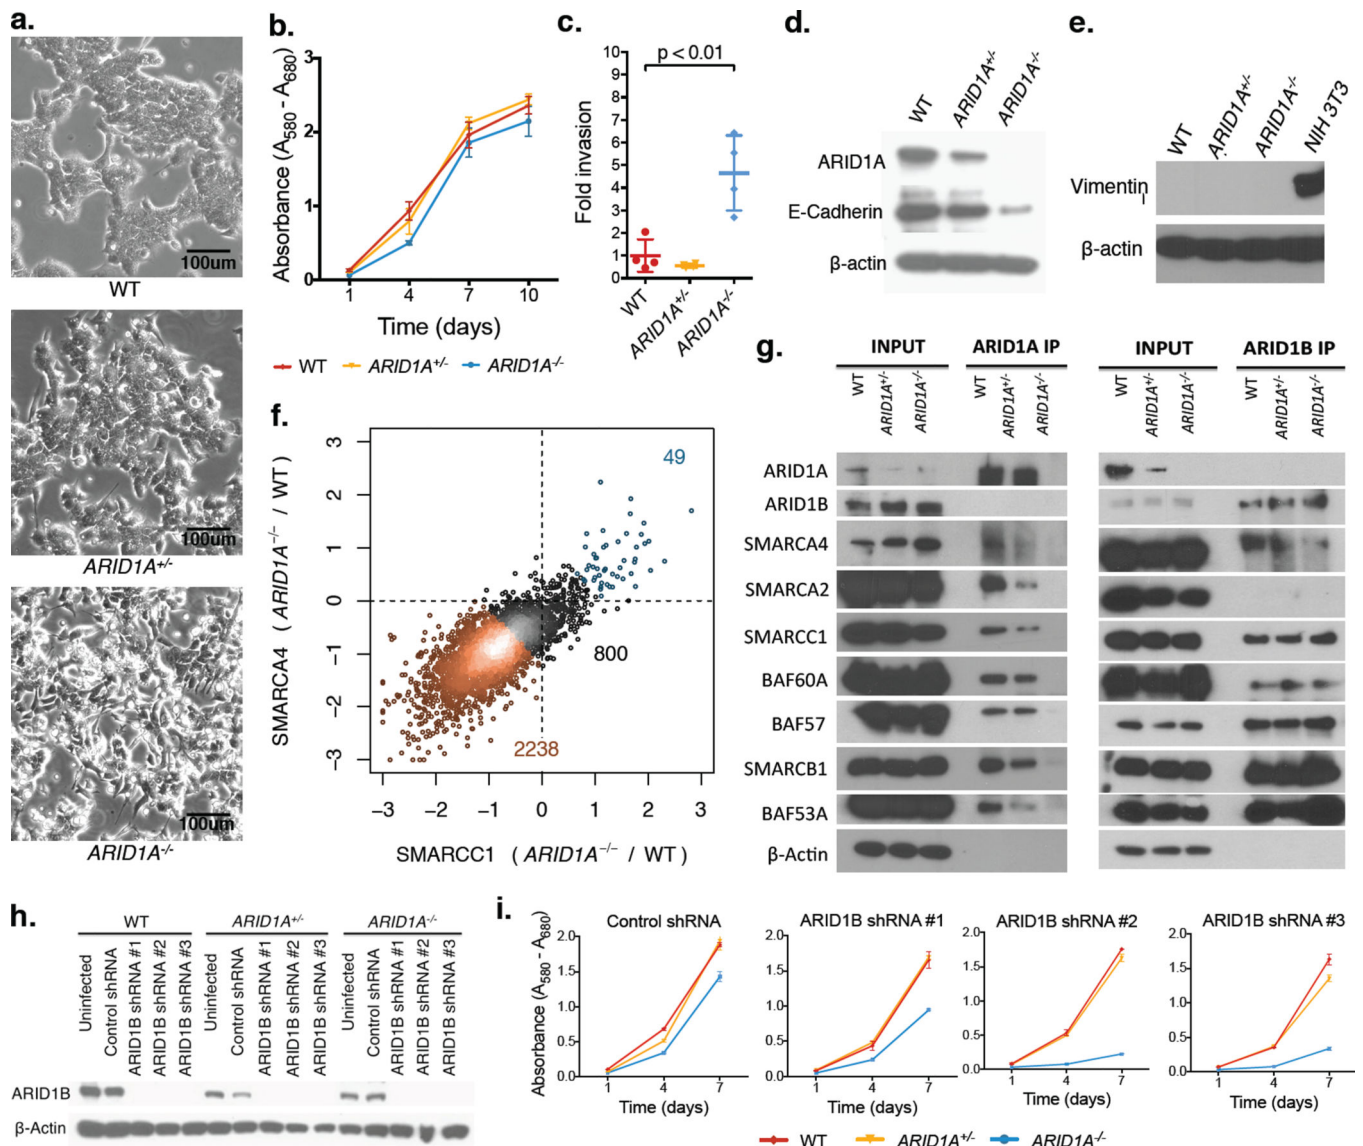 a.
100um
WT
100um
ARID1A+/-
100um
ARID1A-/-
b.
Absorbance (A580 - A680)
3
2
1
0
1 4 7 10
Time (days)
WT ARID1A+/- ARID1A-/-
c.
p < 0.01
Fold invasion
10
9
8
7
6
5
4
3
2
1
0
WT ARID1A+/- ARID1A-/-
d.
WT ARID1A+/- ARID1A-/-
ARID1A
E-Cadherin
β-actin
e.
WT ARID1A+/- ARID1A-/- NIH 3T3
Vimentin
β-actin
f.
SMARCA4 ( ARID1A−/− / WT )
3
2
1
0
−1
−2
−3
49
800
2238
−3 −2 −1 0 1 2 3
SMARCC1 ( ARID1A−/− / WT )
g.
INPUT ARID1A IP INPUT ARID1B IP
WT ARID1A+/- ARID1A-/- WT ARID1A+/- ARID1A-/- WT ARID1A+/- ARID1A-/- WT ARID1A+/- ARID1A-/-
ARID1A
ARID1B
SMARCA4
SMARCA2
SMARCC1
BAF60A
BAF57
SMARCB1
BAF53A
β-Actin
h.
WT ARID1A+/- ARID1A-/-
Uninfected Control shRNA ARID1B shRNA #1 ARID1B shRNA #2 ARID1B shRNA #3 Uninfected Control shRNA ARID1B shRNA #1 ARID1B shRNA #2 ARID1B shRNA #3 Uninfected Control shRNA ARID1B shRNA #1 ARID1B shRNA #2 ARID1B shRNA #3
ARID1B
β-Actin
i.
Absorbance (A580 - A680)
Control shRNA
2.0
1.5
1.0
0.5
0.0
1 4 7
Time (days)
ARID1B shRNA #1
2.0
1.5
1.0
0.5
0.0
1 4 7
Time (days)
ARID1B shRNA #2
2.0
1.5
1.0
0.5
0.0
1 4 7
Time (days)
ARID1B shRNA #3
2.0
1.5
1.0
0.5
0.0
1 4 7
Time (days)
WT ARID1A+/- ARID1A-/-